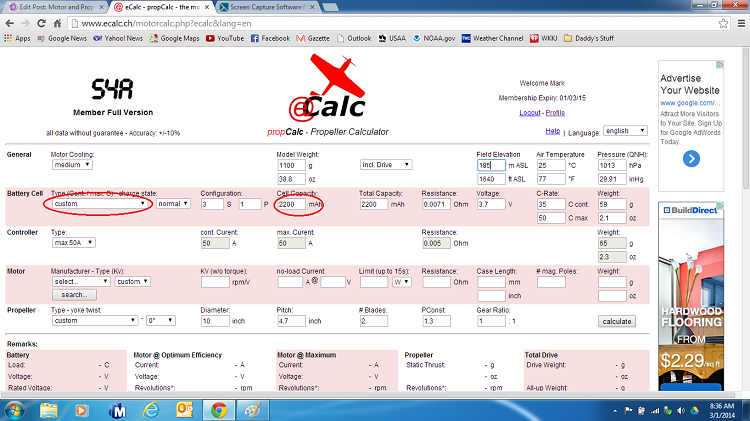 Edit Post: Motor and Prop
eCalc - propCalc - the mo
Screen Capture Software f
www.ecalc.ch/motorcalc.php?ecalc&lang=en
Apps Google News Yahoo! News Google Maps YouTube Facebook Gazette Outlook USAA NOAA.gov Weather Channel WKKJ Daddy's Stuff
S4A
Member Full Version
all data without guarantee - Accuracy: +/-10%
@Calc
propCalc - Propeller Calculator
Welcome Mark
Membership Expiry: 01/03/15
Logout - Profile
Help | Language: english
General Motor Cooling: Model Weight: Field Elevation Air Temperature Pressure (QNH):
medium 1100 g incl. Drive 185 m ASL 25 °C 1013 hPa
38.8 oz 1640 ft ASL 77 °F 29.91 inHg
Battery Cell Type (Cont. / max. C) - charge state: Configuration: Cell Capacity: Total Capacity: Resistance: Voltage: C-Rate: Weight:
custom normal 3 S 1 P 2200 mAh 2200 mAh 0.0071 Ohm 3.7 V 35 C cont. 59 g
50 C max 2.1 oz
Controller Type: cont. Curent: max. Curent: Resistance: Weight:
max 50A 50 A 50 A 0.005 Ohm 65 g
2.3 oz
Motor Manufacturer - Type (Kv): KV (w/o torque): no-load Current: Limit (up to 15s): Resistance: Case Length: # mag. Poles: Weight:
select... custom rpm/V A @ V W Ohm mm g
search... inch oz
Propeller Type - yoke twist: Diameter: Pitch: # Blades: PConst: Gear Ratio:
custom - 0° 10 inch 4.7 inch 2 1.3 1 : 1 calculate
Remarks:
Battery Motor @ Optimum Efficiency Motor @ Maximum Propeller Total Drive
Load: - C Current: - A Current: - A Static Thrust: - g Drive Weight: - g
Voltage: - V Voltage: - V Voltage: - V - oz - oz
Rated Voltage: - V Revolutions*: - rpm Revolutions*: - rpm Revolutions*: - rpm All-up Weight: - g
Advertise
Your Website
www.google.com/...
Attract More Visitors
to Your Site. Sign Up
for Google AdWords
Today.
BuildDirect
HARDWOOD
FLOORING
FROM
$2.29/sq ft
8:36 AM
3/1/2014